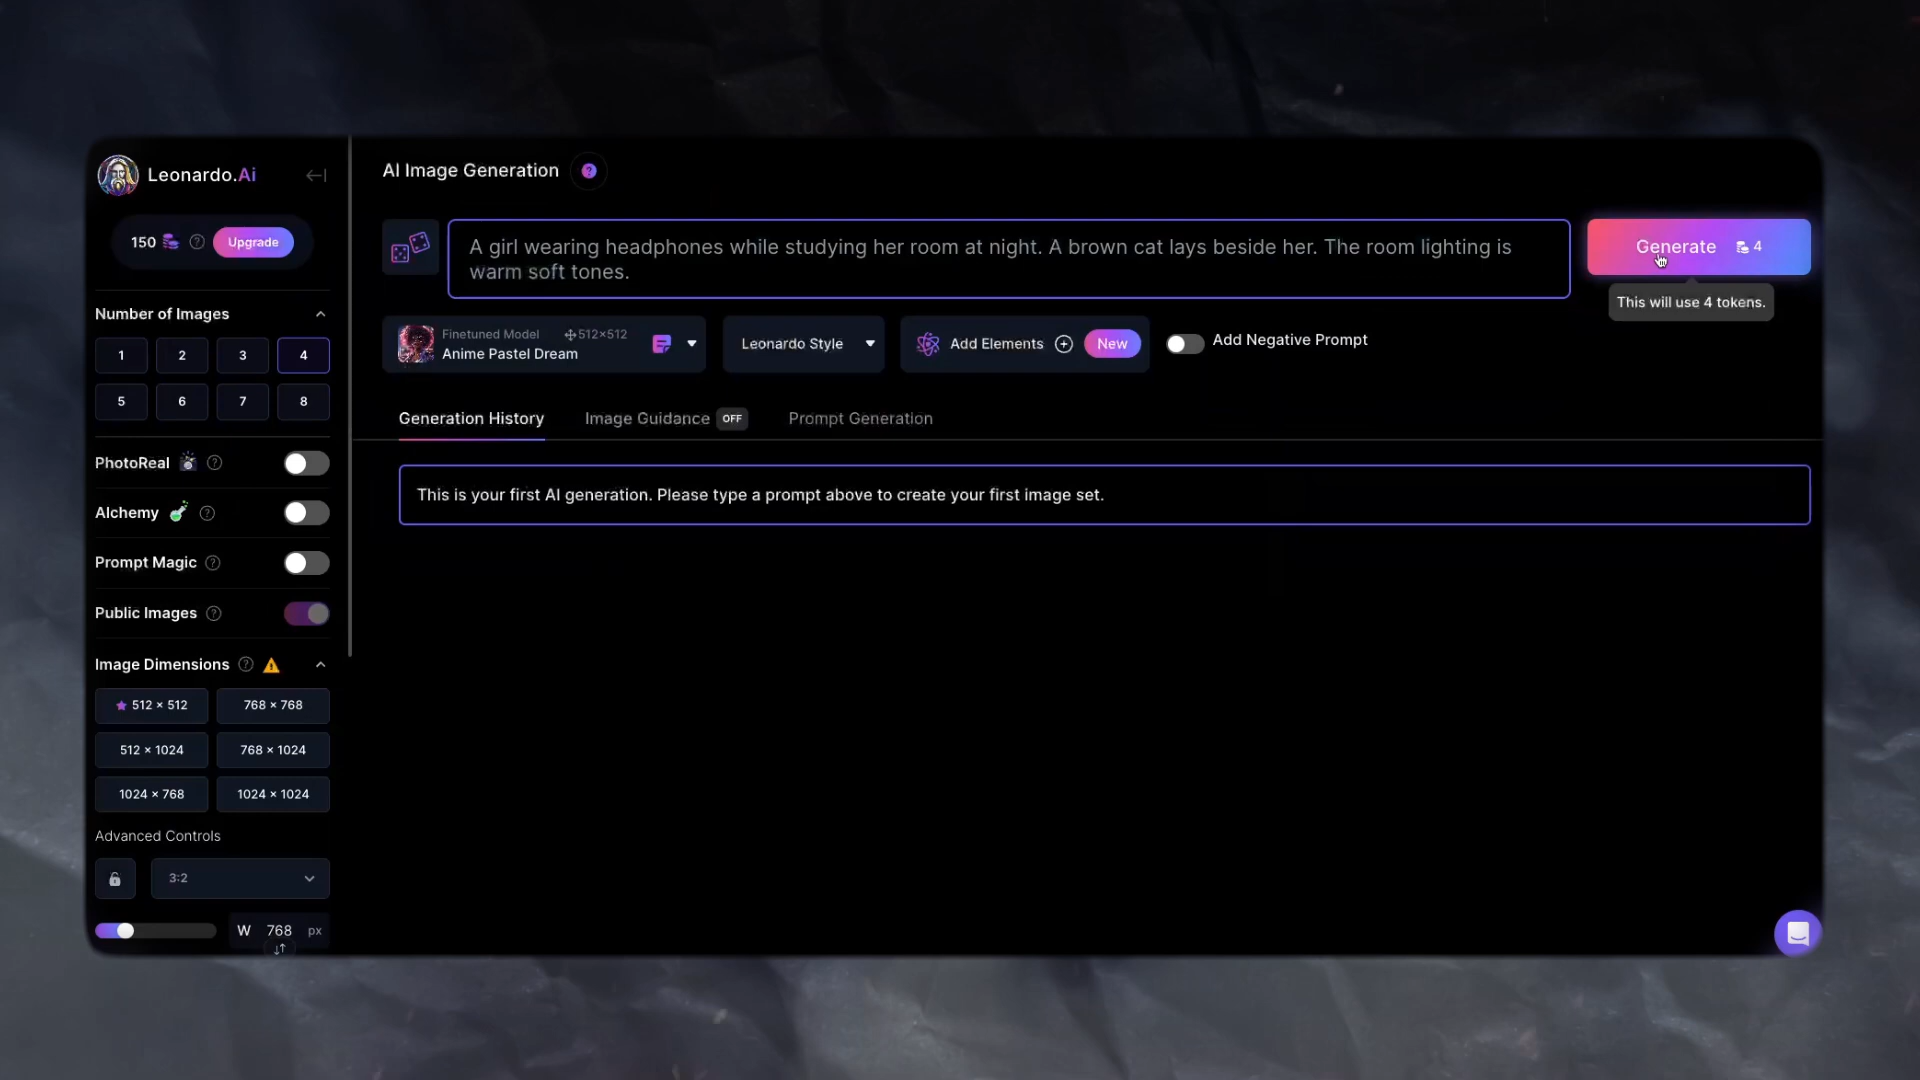 Leonardo.Ai
150
Upgrade
Number of Images
1 2 3 4
5 6 7 8
PhotoReal
Alchemy
Prompt Magic
Public Images
Image Dimensions
512 × 512 768 × 768
512 × 1024 768 × 1024
1024 × 768 1024 × 1024
Advanced Controls
3:2
W 768 px
AI Image Generation
A girl wearing headphones while studying her room at night. A brown cat lays beside her. The room lighting is
warm soft tones.
Generate 4
This will use 4 tokens.
Finetuned Model 512×512
Anime Pastel Dream
Leonardo Style
Add Elements New
Add Negative Prompt
Generation History Image Guidance OFF Prompt Generation
This is your first AI generation. Please type a prompt above to create your first image set.